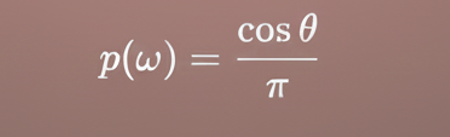 p(ω) = cos θ / π